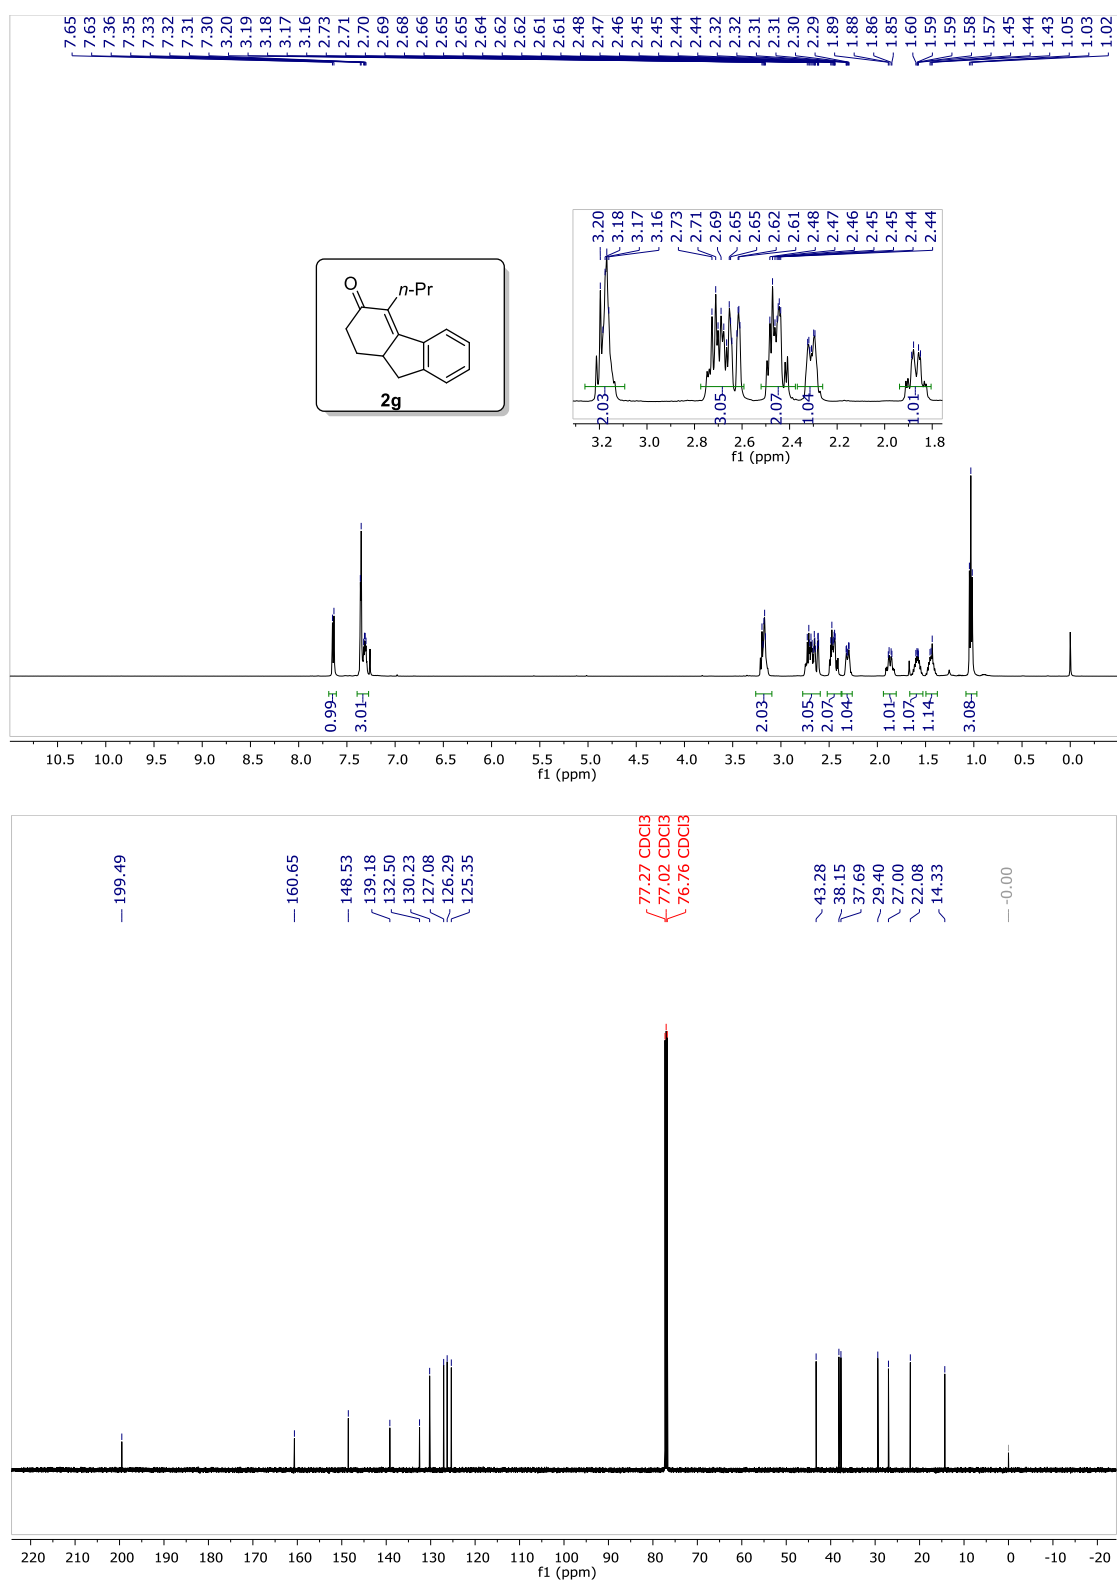 7.65 7.63 7.36 7.35 7.33 7.32 7.31 7.30 3.20 3.19 3.18 3.17 3.16 2.73 2.71 2.70 2.69 2.68 2.66 2.65 2.65 2.64 2.62 2.62 2.61 2.61 2.48 2.47 2.46 2.45 2.45 2.44 2.44 2.32 2.32 2.31 2.31 2.30 2.29 1.89 1.88 1.86 1.85 1.60 1.59 1.59 1.58 1.57 1.45 1.44 1.43 1.05 1.03 1.02
3.20 3.18 3.17 3.16 2.73 2.71 2.69 2.65 2.65 2.62 2.61 2.48 2.47 2.46 2.45 2.45 2.44 2.44
O
n-Pr
2g
2.03 3.05 2.07 1.04 1.01
3.2 3.0 2.8 2.6 2.4 2.2 2.0 1.8
f1 (ppm)
0.99 3.01 2.03 3.05 2.07 1.04 1.01 1.07 1.14 3.08
10.5 10.0 9.5 9.0 8.5 8.0 7.5 7.0 6.5 6.0 5.5 5.0 4.5 4.0 3.5 3.0 2.5 2.0 1.5 1.0 0.5 0.0
f1 (ppm)
199.49 160.65 148.53 139.18 132.50 130.23 127.08 126.29 125.35 77.27 CDCl3 77.02 CDCl3 76.76 CDCl3 43.28 38.15 37.69 29.40 27.00 22.08 14.33 -0.00
220 210 200 190 180 170 160 150 140 130 120 110 100 90 80 70 60 50 40 30 20 10 0 -10 -20
f1 (ppm)